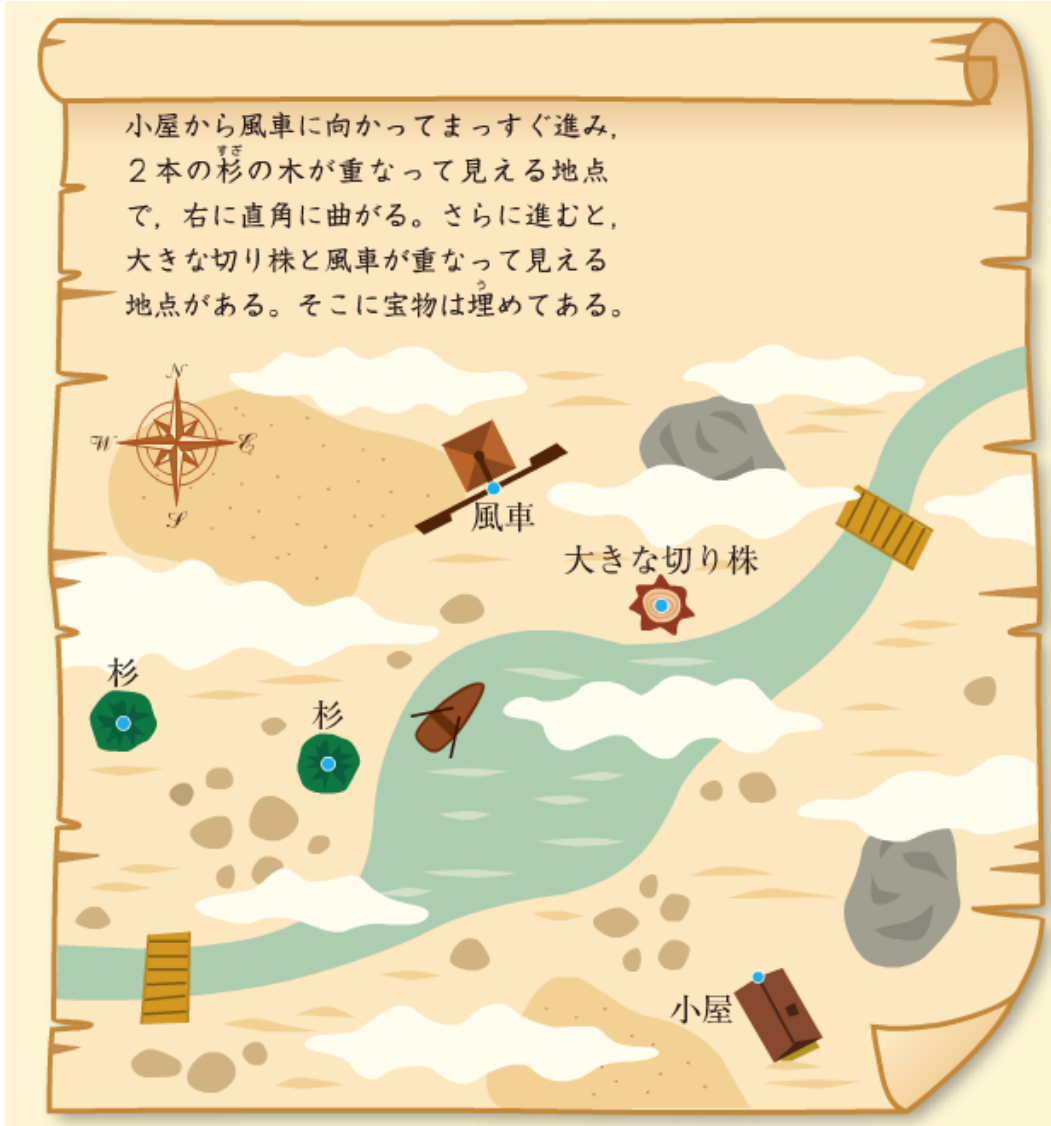 小屋から風車に向かってまっすぐ進み,
2本の杉の木が重なって見える地点
で,右に直角に曲がる。さらに進むと,
大きな切り株と風車が重なって見える
地点がある。そこに宝物は埋めてある。
N
W
E
S
風車
大きな切り株
杉
杉
小屋